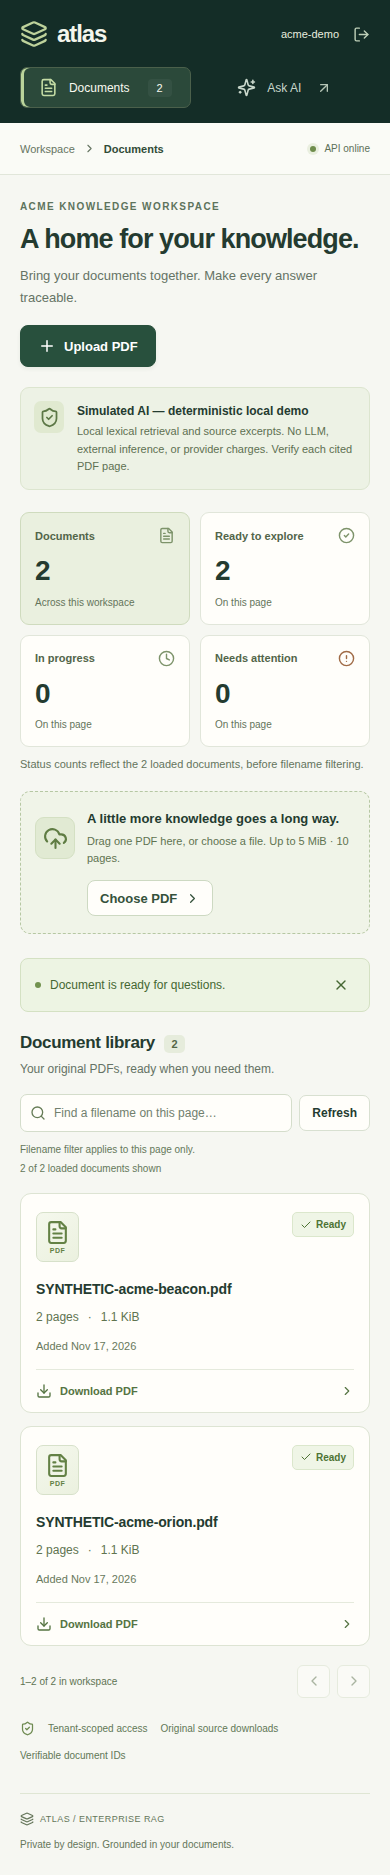 atlas
acme-demo
Documents 2
Ask AI
Workspace > Documents
API online
ACME KNOWLEDGE WORKSPACE
A home for your knowledge.
Bring your documents together. Make every answer
traceable.
Upload PDF
Simulated AI — deterministic local demo
Local lexical retrieval and source excerpts. No LLM,
external inference, or provider charges. Verify each cited
PDF page.
Documents
2
Across this workspace
Ready to explore
2
On this page
In progress
0
On this page
Needs attention
0
On this page
Status counts reflect the 2 loaded documents, before filename filtering.
A little more knowledge goes a long way.
Drag one PDF here, or choose a file. Up to 5 MiB · 10
pages.
Choose PDF
Document is ready for questions.
Document library 2
Your original PDFs, ready when you need them.
Find a filename on this page…
Refresh
Filename filter applies to this page only.
2 of 2 loaded documents shown
PDF
Ready
SYNTHETIC-acme-beacon.pdf
2 pages · 1.1 KiB
Added Nov 17, 2026
Download PDF
PDF
Ready
SYNTHETIC-acme-orion.pdf
2 pages · 1.1 KiB
Added Nov 17, 2026
Download PDF
1–2 of 2 in workspace
Tenant-scoped access Original source downloads
Verifiable document IDs
ATLAS / ENTERPRISE RAG
Private by design. Grounded in your documents.